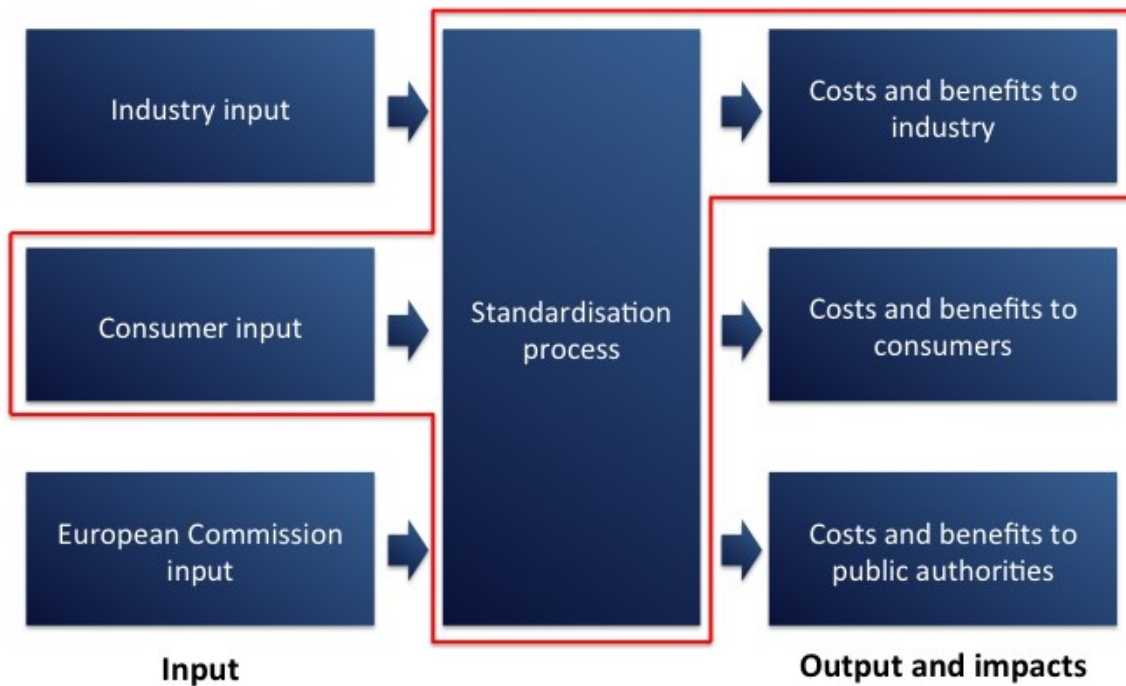 Industry input
Costs and benefits to
industry
Consumer input
Standardisation
process
Costs and benefits to
consumers
European Commission
input
Costs and benefits to
public authorities
Input
Output and impacts